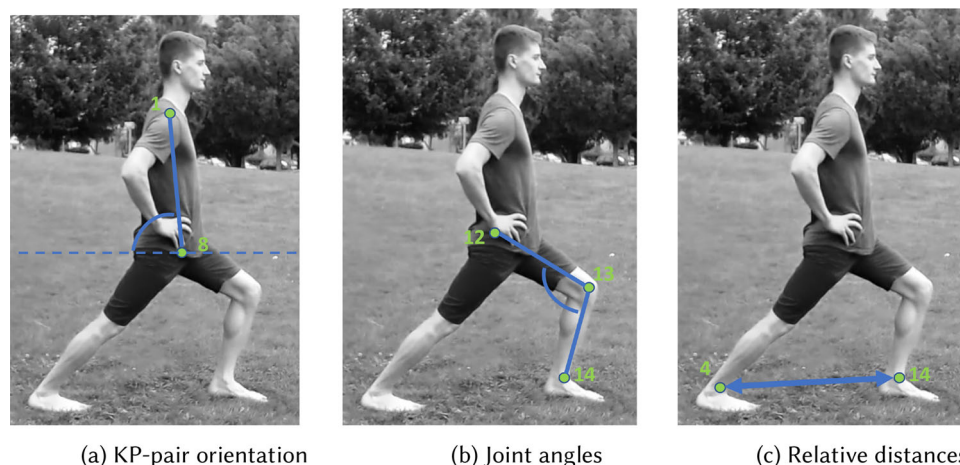 1
8
12
13
14
4
14
(a) KP-pair orientation
(b) Joint angles
(c) Relative distances